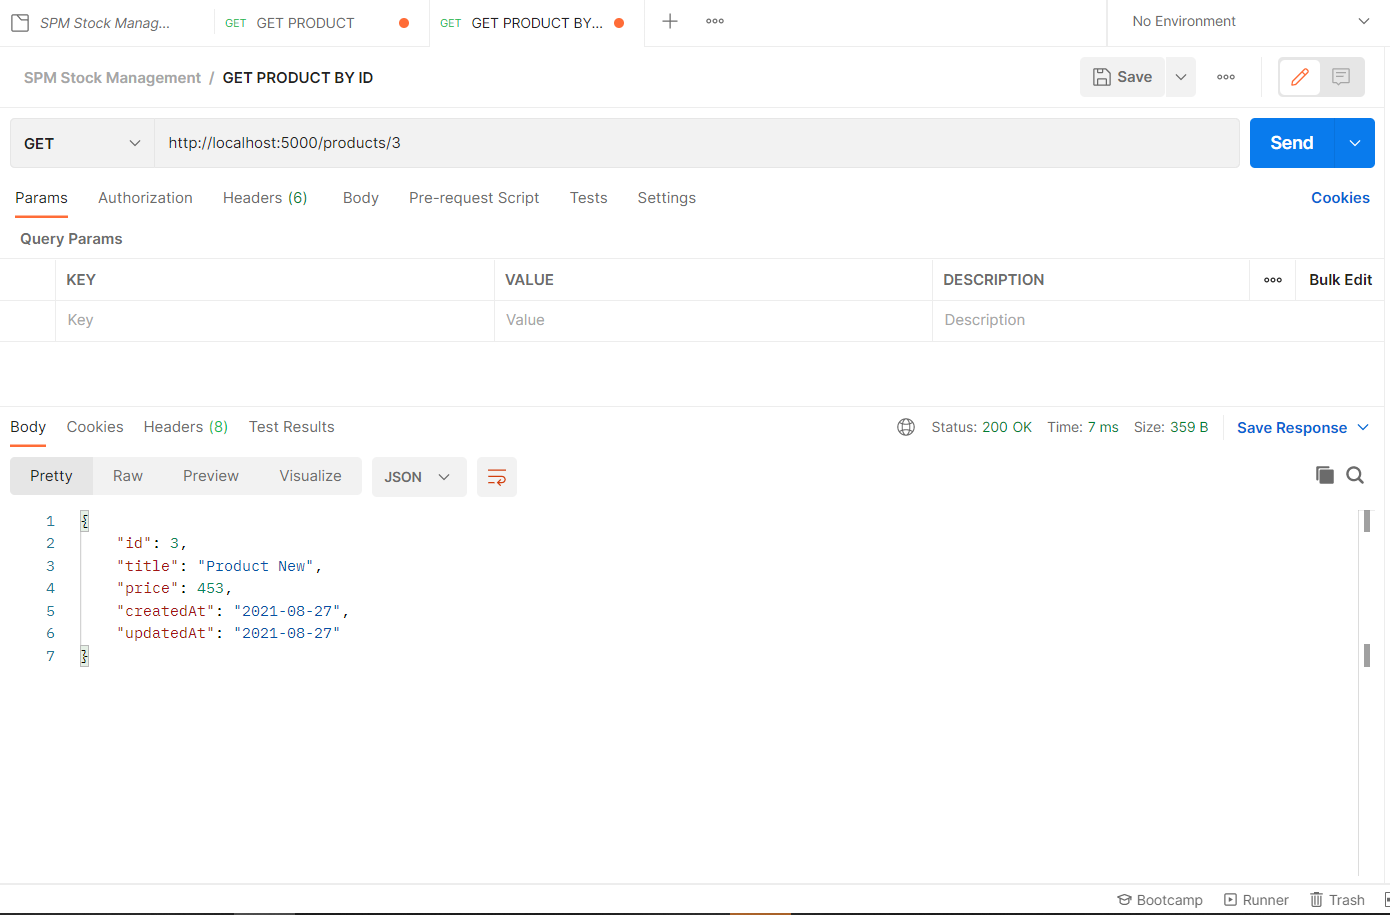 SPM Stock Manag...
GET GET PRODUCT
GET GET PRODUCT BY...
No Environment
SPM Stock Management / GET PRODUCT BY ID
Save
GET
http://localhost:5000/products/3
Send
Params Authorization Headers (6) Body Pre-request Script Tests Settings Cookies
Query Params
KEY VALUE DESCRIPTION Bulk Edit
Key Value Description
Body Cookies Headers (8) Test Results Status: 200 OK Time: 7 ms Size: 359 B Save Response
Pretty Raw Preview Visualize JSON
1 {
2 "id": 3,
3 "title": "Product New",
4 "price": 453,
5 "createdAt": "2021-08-27",
6 "updatedAt": "2021-08-27"
7 }
Bootcamp Runner Trash